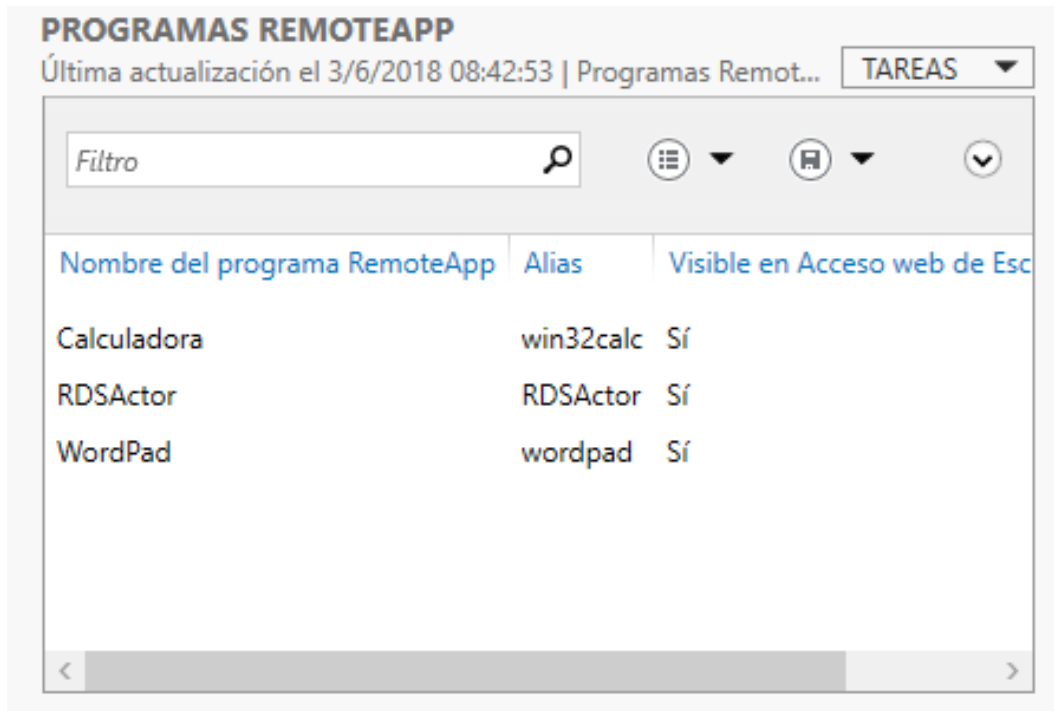 PROGRAMAS REMOTEAPP
Última actualización el 3/6/2018 08:42:53 | Programas Remot... TAREAS
Filtro
Nombre del programa RemoteApp Alias Visible en Acceso web de Esc
Calculadora win32calc Sí
RDSActor RDSActor Sí
WordPad wordpad Sí